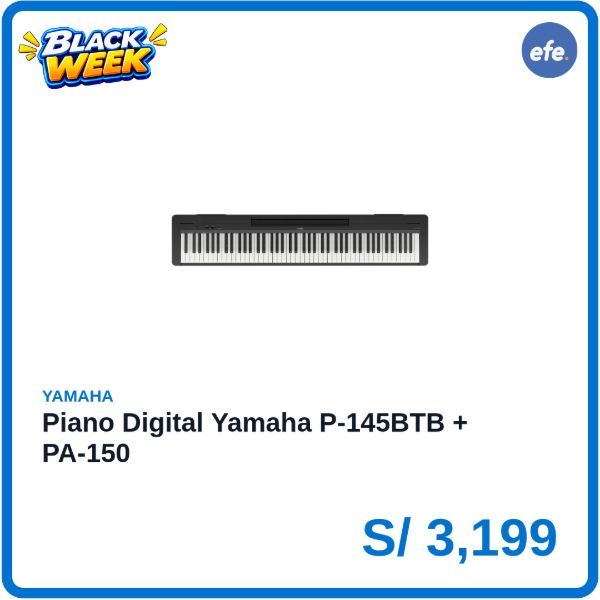 BLACK
WEEK
efe.
YAMAHA
Piano Digital Yamaha P-145BTB +
PA-150
S/ 3,199